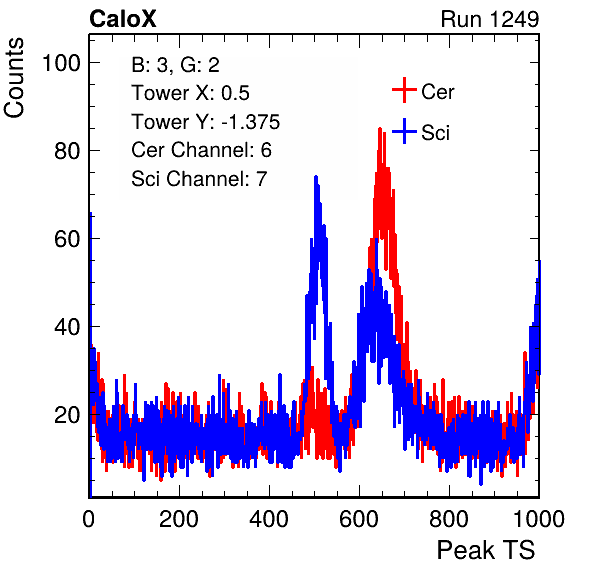 CaloX
Run 1249
Counts
B: 3, G: 2
Tower X: 0.5
Tower Y: -1.375
Cer Channel: 6
Sci Channel: 7
Cer
Sci
100
80
60
40
20
0 200 400 600 800 1000
Peak TS